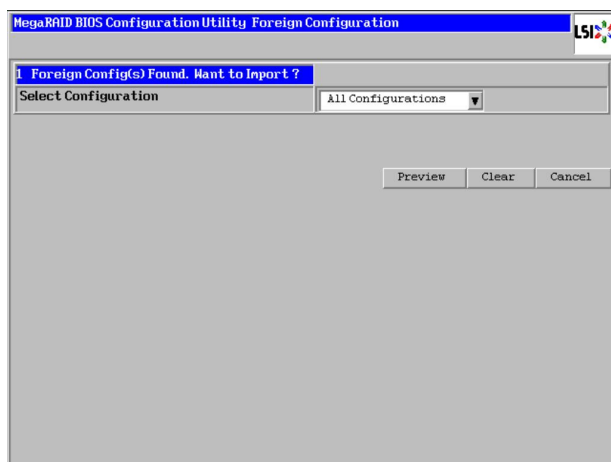 MegaRAID BIOS Configuration Utility Foreign Configuration
LSI
1 Foreign Config(s) Found. Want to Import ?
Select Configuration
All Configurations
Preview Clear Cancel